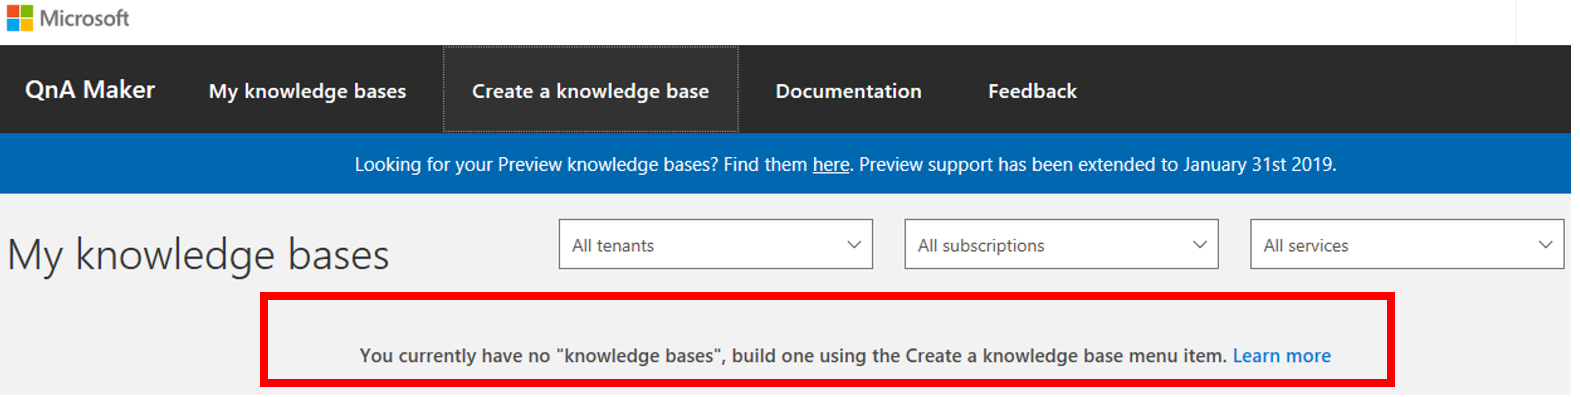 Microsoft
QnA Maker My knowledge bases Create a knowledge base Documentation Feedback
Looking for your Preview knowledge bases? Find them here. Preview support has been extended to January 31st 2019.
My knowledge bases All tenants All subscriptions All services
You currently have no "knowledge bases", build one using the Create a knowledge base menu item. Learn more